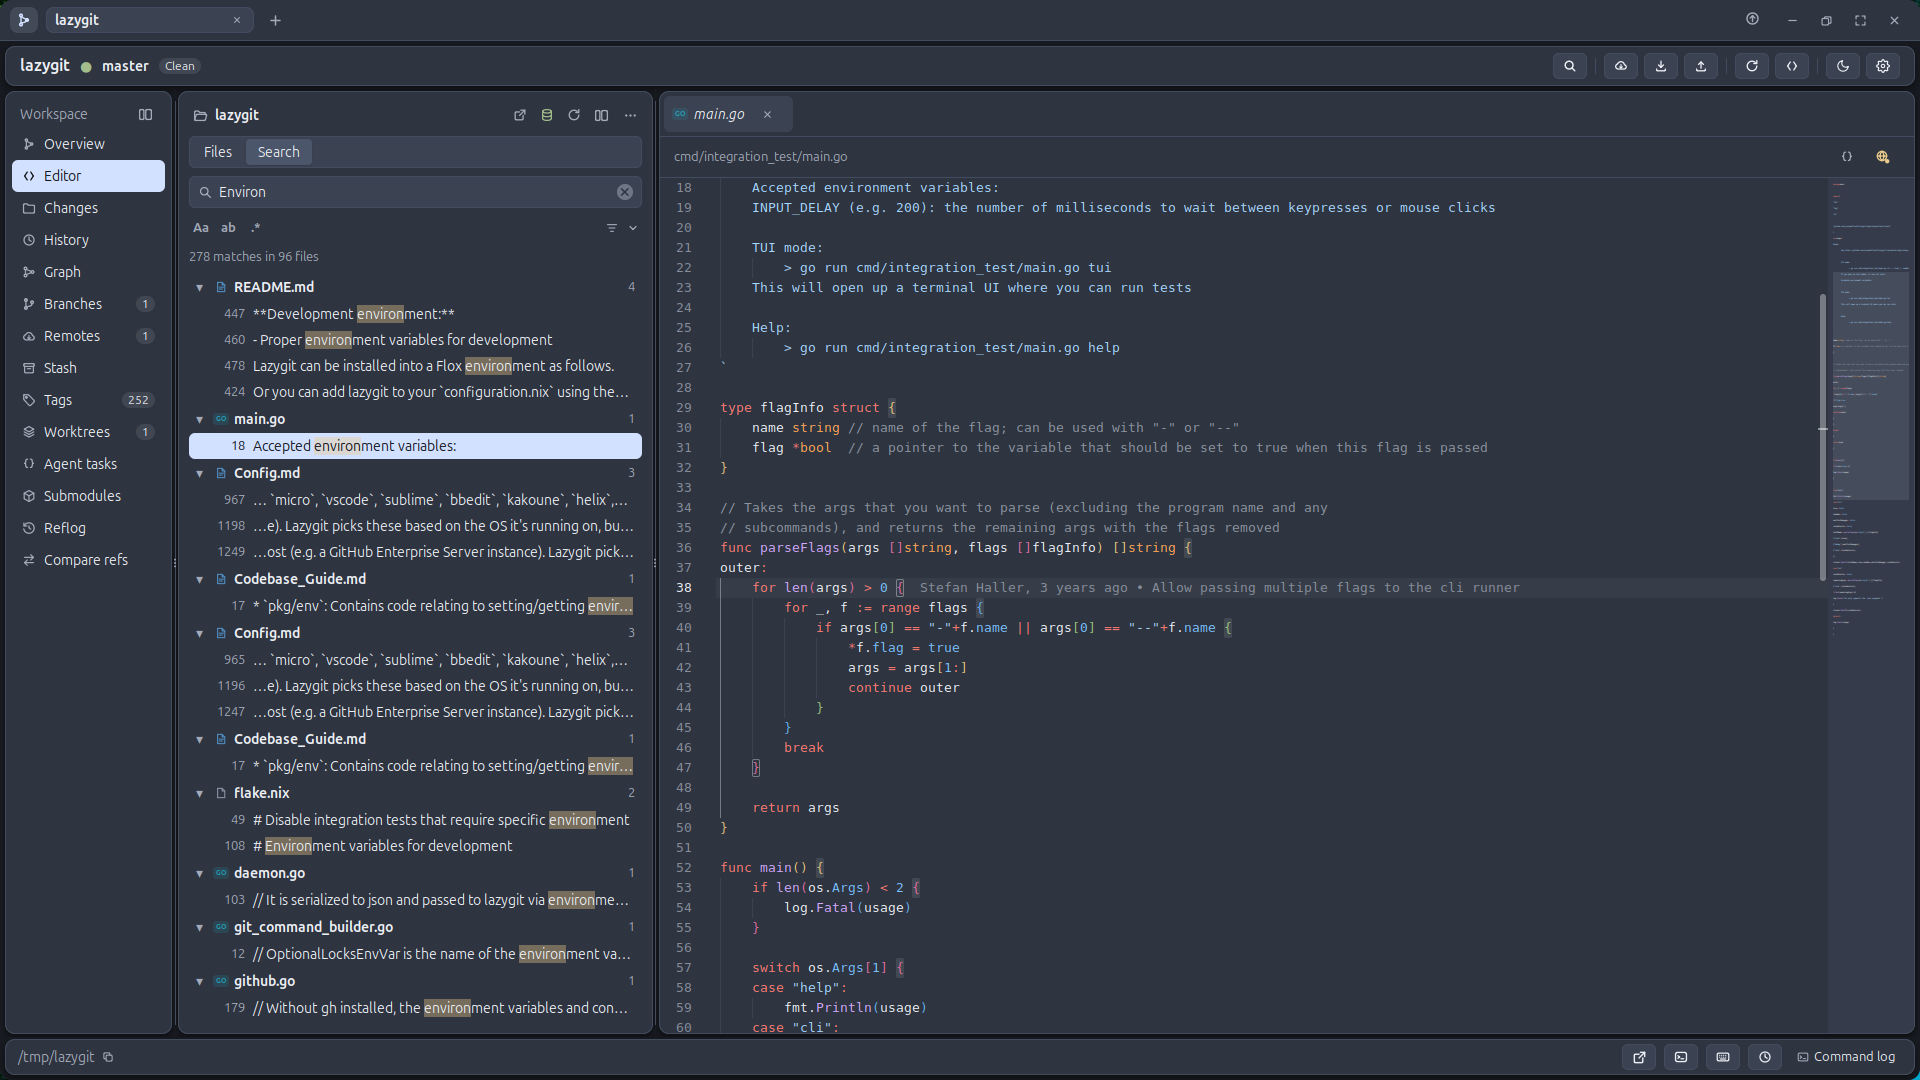 lazygit
lazygit master Clean
Workspace
Overview
Editor
Changes
History
Graph
Branches 1
Remotes 1
Stash
Tags 252
Worktrees 1
Agent tasks
Submodules
Reflog
Compare refs
lazygit
Files Search
Environ
Aa ab .*
278 matches in 96 files
README.md 4
447 **Development environment:**
460 - Proper environment variables for development
478 Lazygit can be installed into a Flox environment as follows.
424 Or you can add lazygit to your `configuration.nix` using the…
main.go 1
18 Accepted environment variables:
Config.md 3
967 … `micro`, `vscode`, `sublime`, `bbedit`, `kakoune`, `helix`,…
1198 …e). Lazygit picks these based on the OS it's running on, bu…
1249 …ost (e.g. a GitHub Enterprise Server instance). Lazygit pick…
Codebase_Guide.md 1
17 * `pkg/env`: Contains code relating to setting/getting envir…
Config.md 3
965 … `micro`, `vscode`, `sublime`, `bbedit`, `kakoune`, `helix`,…
1196 …e). Lazygit picks these based on the OS it's running on, bu…
1247 …ost (e.g. a GitHub Enterprise Server instance). Lazygit pick…
Codebase_Guide.md 1
17 * `pkg/env`: Contains code relating to setting/getting envir…
flake.nix 2
49 # Disable integration tests that require specific environment
108 # Environment variables for development
daemon.go 1
103 // It is serialized to json and passed to lazygit via environme…
git_command_builder.go 1
12 // OptionalLocksEnvVar is the name of the environment va…
github.go 1
179 // Without gh installed, the environment variables and con…
GO main.go
cmd/integration_test/main.go
18 Accepted environment variables:
19 INPUT_DELAY (e.g. 200): the number of milliseconds to wait between keypresses or mouse clicks
20
21 TUI mode:
22 > go run cmd/integration_test/main.go tui
23 This will open up a terminal UI where you can run tests
24
25 Help:
26 > go run cmd/integration_test/main.go help
27 `
28
29 type flagInfo struct {
30 name string // name of the flag; can be used with "-" or "--"
31 flag *bool // a pointer to the variable that should be set to true when this flag is passed
32 }
33
34 // Takes the args that you want to parse (excluding the program name and any
35 // subcommands), and returns the remaining args with the flags removed
36 func parseFlags(args []string, flags []flagInfo) []string {
37 outer:
38 for len(args) > 0 { Stefan Haller, 3 years ago • Allow passing multiple flags to the cli runner
39 for _, f := range flags {
40 if args[0] == "-"+f.name || args[0] == "--"+f.name {
41 *f.flag = true
42 args = args[1:]
43 continue outer
44 }
45 }
46 break
47 }
48
49 return args
50 }
51
52 func main() {
53 if len(os.Args) < 2 {
54 log.Fatal(usage)
55 }
56
57 switch os.Args[1] {
58 case "help":
59 fmt.Println(usage)
60 case "cli":
/tmp/lazygit
Command log